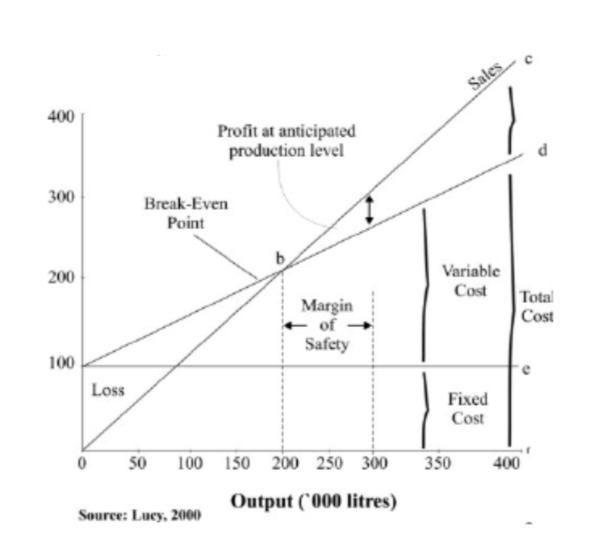 c
Sales
400
Profit at anticipated
production level
d
300
Break-Even
Point
b
200
Variable
Cost
Margin
of
Safety
Total
Cost
100
e
Loss
Fixed
Cost
0
50
100
150
200
250
300
350
400
Output (`000 litres)
Source: Lucy, 2000